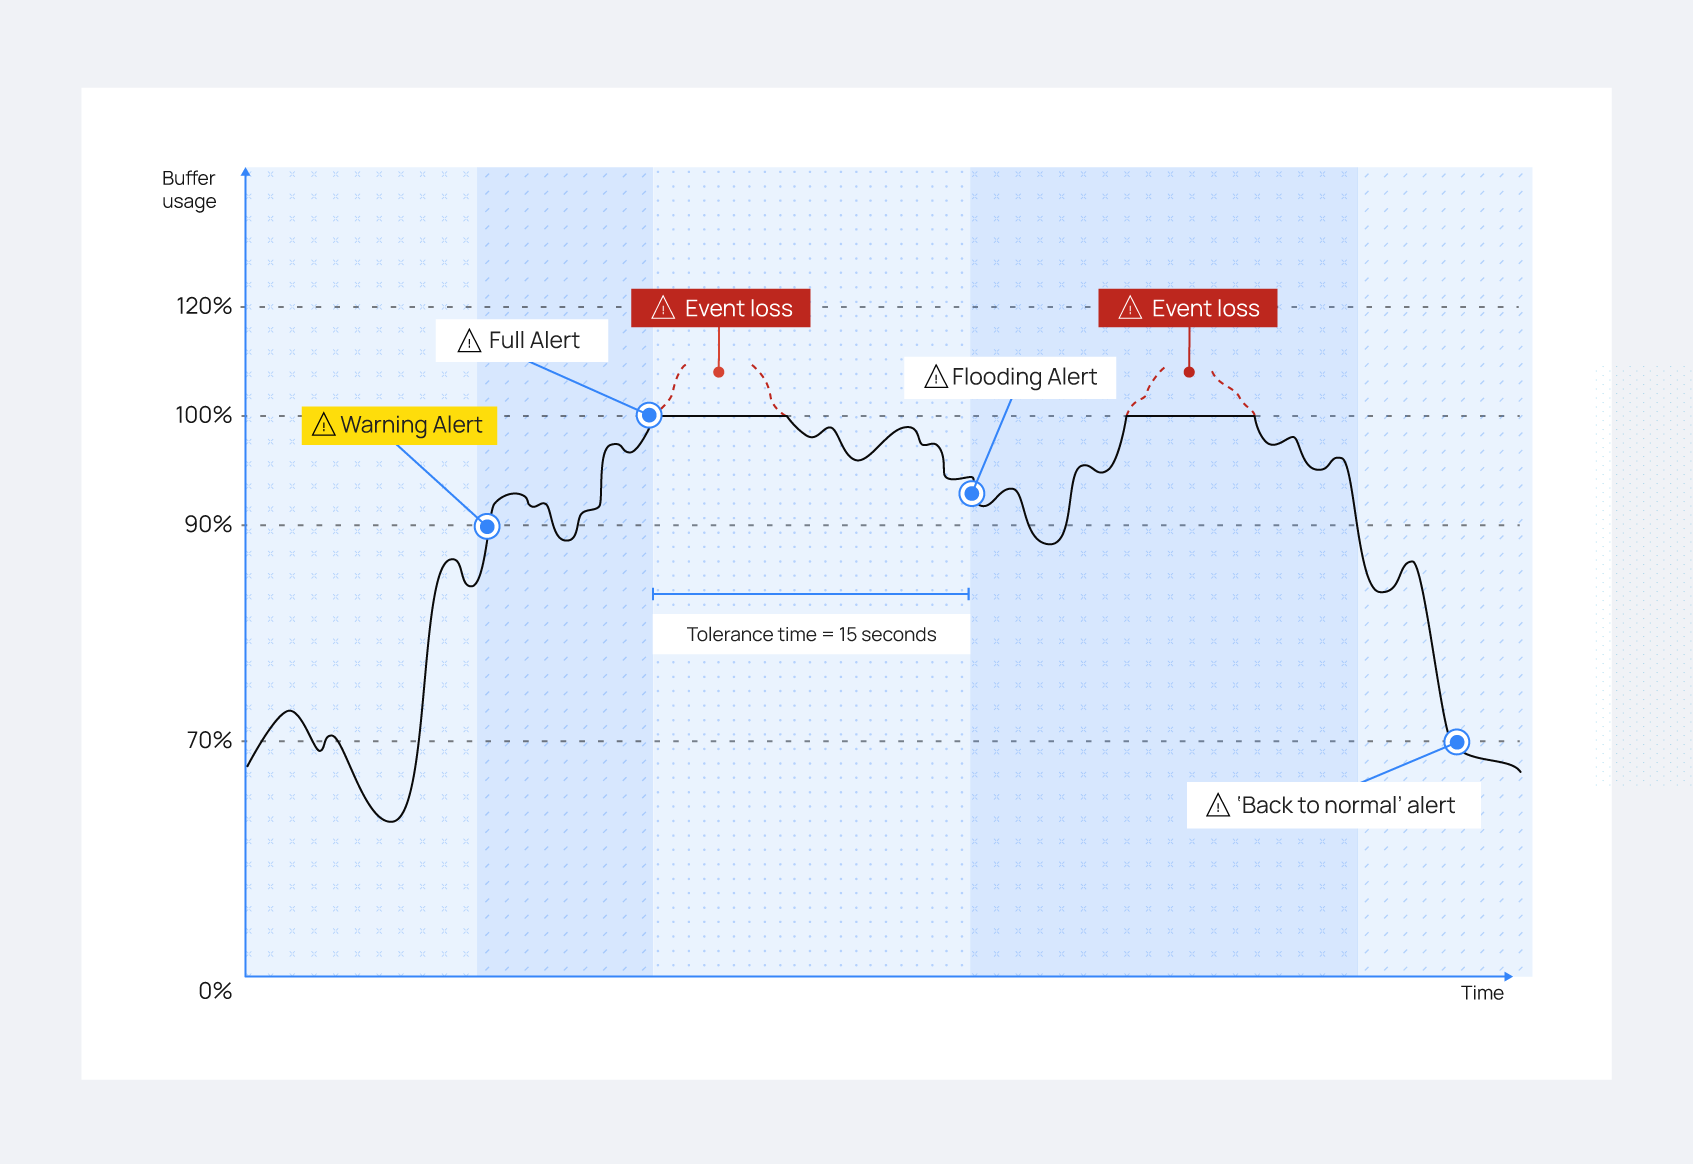 Buffer
usage
120%
Event loss
Event loss
Full Alert
Flooding Alert
100%
Warning Alert
90%
Tolerance time = 15 seconds
70%
‘Back to normal’ alert
0%
Time